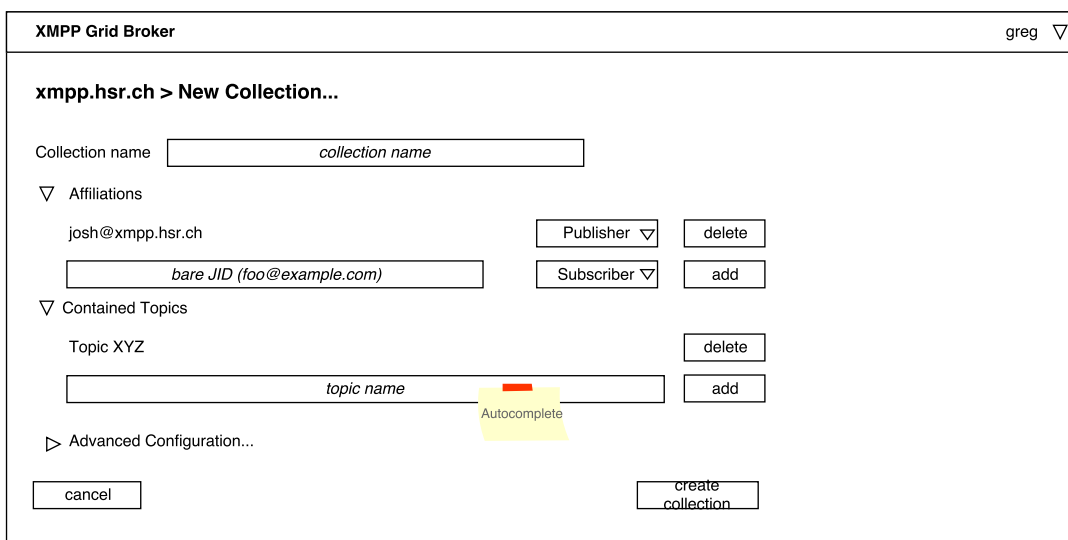 XMPP Grid Broker greg
xmpp.hsr.ch > New Collection...
Collection name collection name
Affiliations
josh@xmpp.hsr.ch Publisher delete
bare JID (foo@example.com) Subscriber add
Contained Topics
Topic XYZ delete
topic name add
Autocomplete
Advanced Configuration...
cancel create
collection